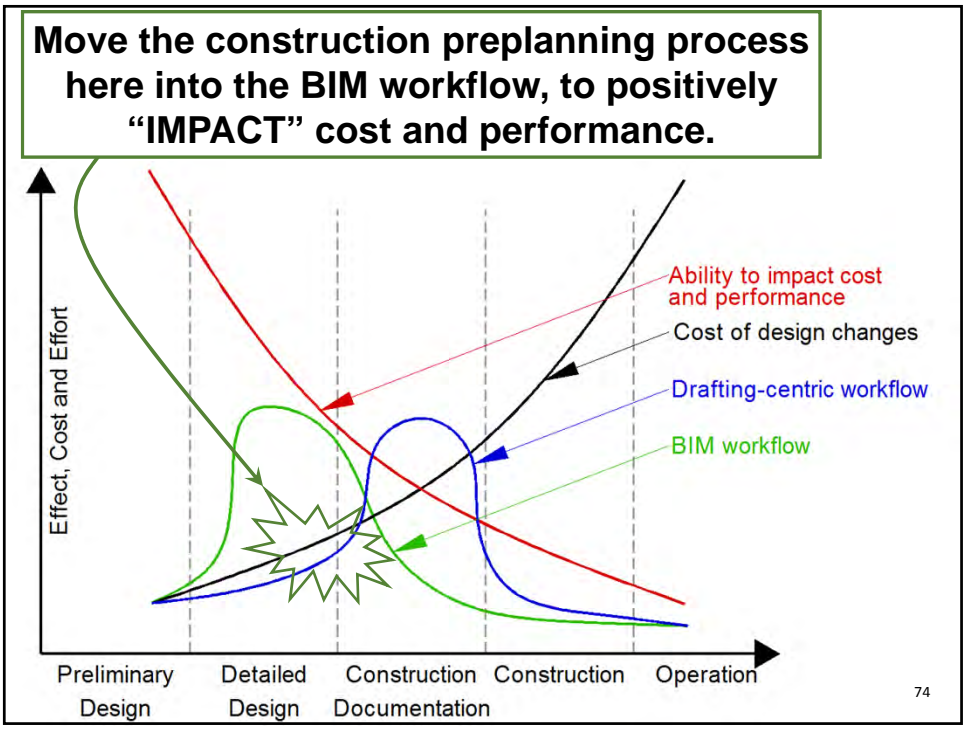 Move the construction preplanning process
here into the BIM workflow, to positively
“IMPACT” cost and performance.
Effect, Cost and Effort
Ability to impact cost
and performance
Cost of design changes
Drafting-centric workflow
BIM workflow
Preliminary
Design
Detailed
Design
Construction
Documentation
Construction
Operation
74